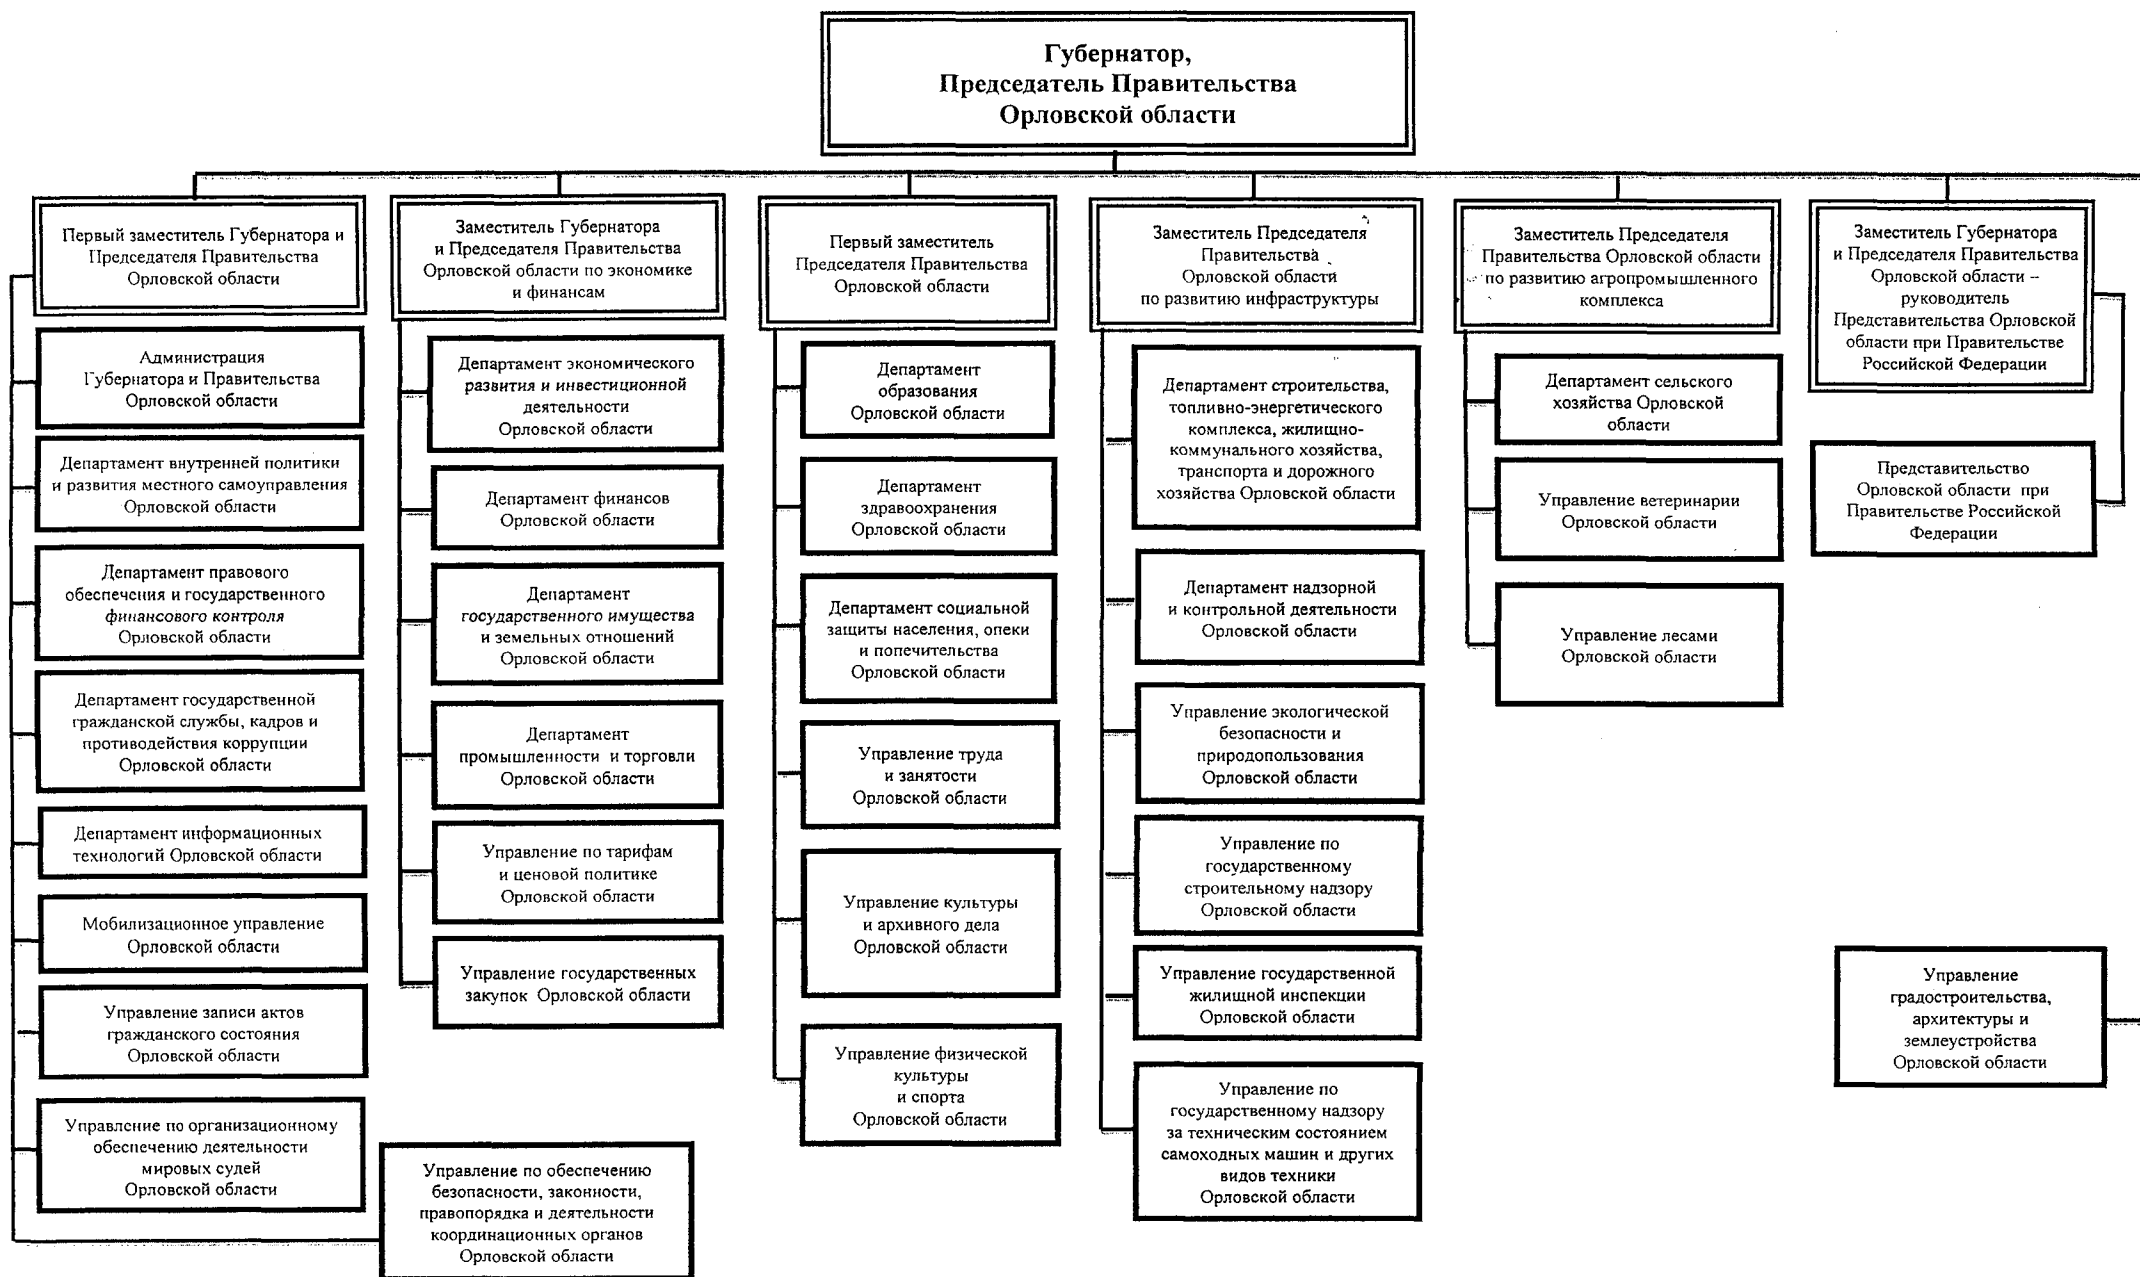 Губернатор,
Председатель Правительства
Орловской области
Первый заместитель Губернатора и
Председателя Правительства
Орловской области
Администрация
Губернатора и Правительства
Орловской области
Департамент внутренней политики
и развития местного самоуправления
Орловской области
Департамент правового
обеспечения и государственного
финансового контроля
Орловской области
Департамент государственной
гражданской службы, кадров и
противодействия коррупции
Орловской области
Департамент информационных
технологий Орловской области
Мобилизационное управление
Орловской области
Управление записи актов
гражданского состояния
Орловской области
Управление по организационному
обеспечению деятельности
мировых судей
Орловской области
Управление по обеспечению
безопасности, законности,
правопорядка и деятельности
координационных органов
Орловской области
Заместитель Губернатора
и Председателя Правительства
Орловской области по экономике
и финансам
Департамент экономического
развития и инвестиционной
деятельности
Орловской области
Департамент финансов
Орловской области
Департамент
государственного имущества
и земельных отношений
Орловской области
Департамент
промышленности и торговли
Орловской области
Управление по тарифам
и ценовой политике
Орловской области
Управление государственных
закупок Орловской области
Первый заместитель
Председателя Правительства
Орловской области
Департамент
образования
Орловской области
Департамент
здравоохранения
Орловской области
Департамент социальной
защиты населения, опеки
и попечительства
Орловской области
Управление труда
и занятости
Орловской области
Управление культуры
и архивного дела
Орловской области
Управление физической
культуры
и спорта
Орловской области
Заместитель Председателя
Правительства
Орловской области
по развитию инфраструктуры
Департамент строительства,
топливно-энергетического
комплекса, жилищно-
коммунального хозяйства,
транспорта и дорожного
хозяйства Орловской области
Департамент надзорной
и контрольной деятельности
Орловской области
Управление экологической
безопасности и
природопользования
Орловской области
Управление по
государственному
строительному надзору
Орловской области
Управление государственной
жилищной инспекции
Орловской области
Управление по
государственному надзору
за техническим состоянием
самоходных машин и других
видов техники
Орловской области
Заместитель Председателя
Правительства Орловской области
по развитию агропромышленного
комплекса
Департамент сельского
хозяйства Орловской
области
Управление ветеринарии
Орловской области
Управление лесами
Орловской области
Заместитель Губернатора
и Председателя Правительства
Орловской области –
руководитель
Представительства Орловской
области при Правительстве
Российской Федерации
Представительство
Орловской области при
Правительстве Российской
Федерации
Управление
градостроительства,
архитектуры и
землеустройства
Орловской области